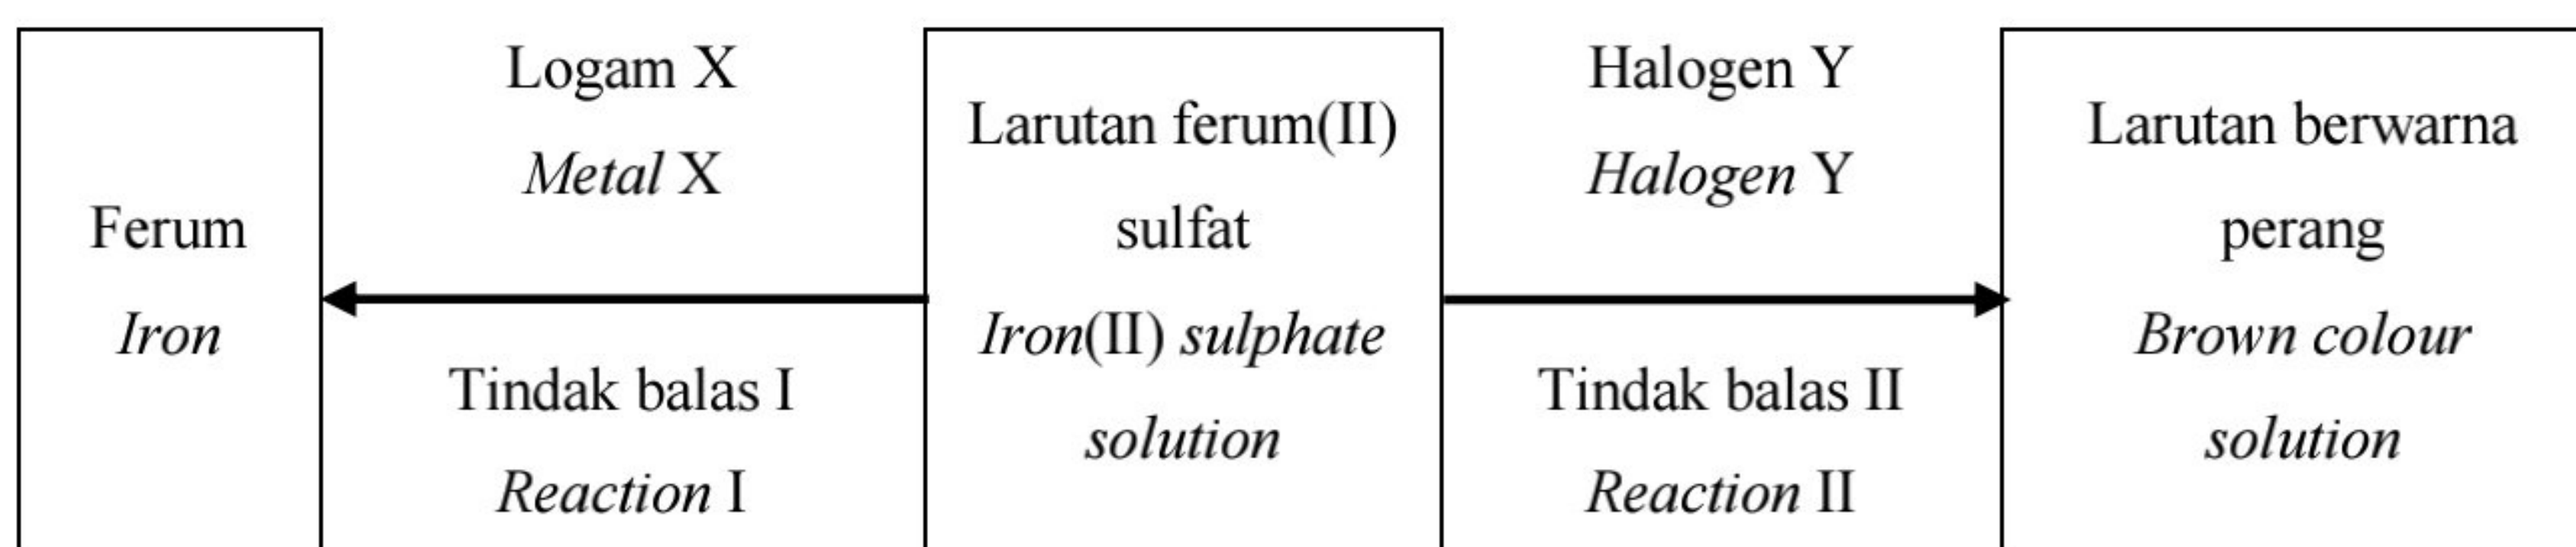 Ferum
Iron
Logam X
Metal X
Tindak balas I
Reaction I
Larutan ferum(II)
sulfat
Iron(II) sulphate
solution
Halogen Y
Halogen Y
Tindak balas II
Reaction II
Larutan berwarna
perang
Brown colour
solution